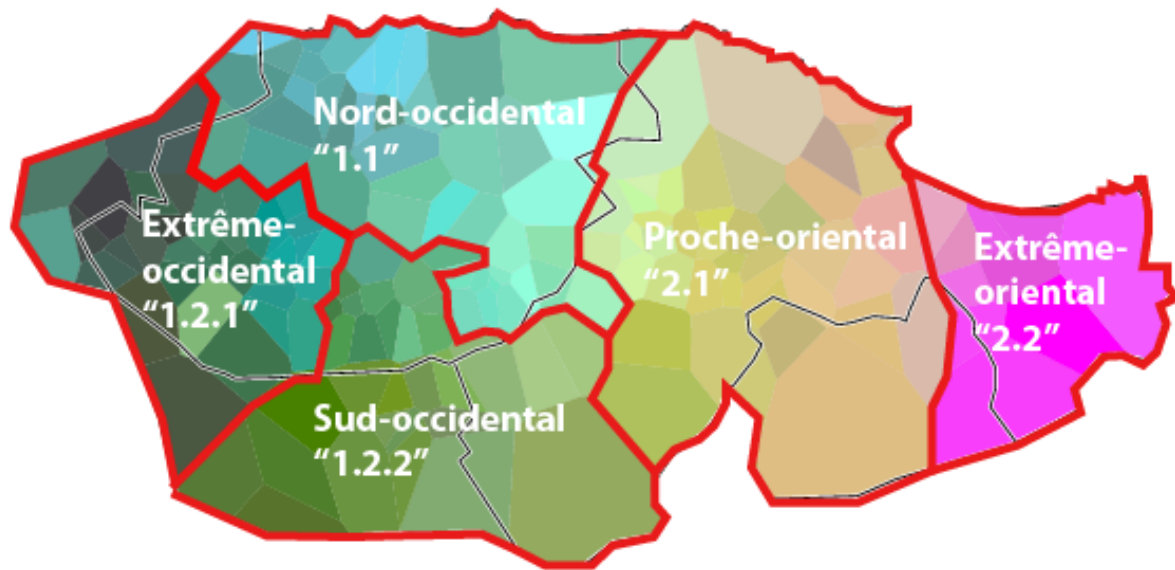 Nord-occidental
“1.1”
Extrême-
occidental
“1.2.1”
Proche-oriental
“2.1”
Extrême-
oriental
“2.2”
Sud-occidental
“1.2.2”